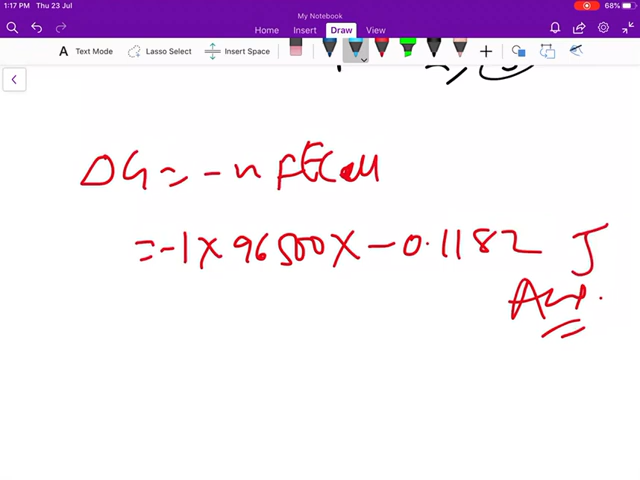 1:17 PM Thu 23 Jul
68%
My Notebook
Home Insert Draw View
A Text Mode Lasso Select Insert Space
ΔG = -nFEcell
= -1 × 96500 × -0.1182 J
Ans.